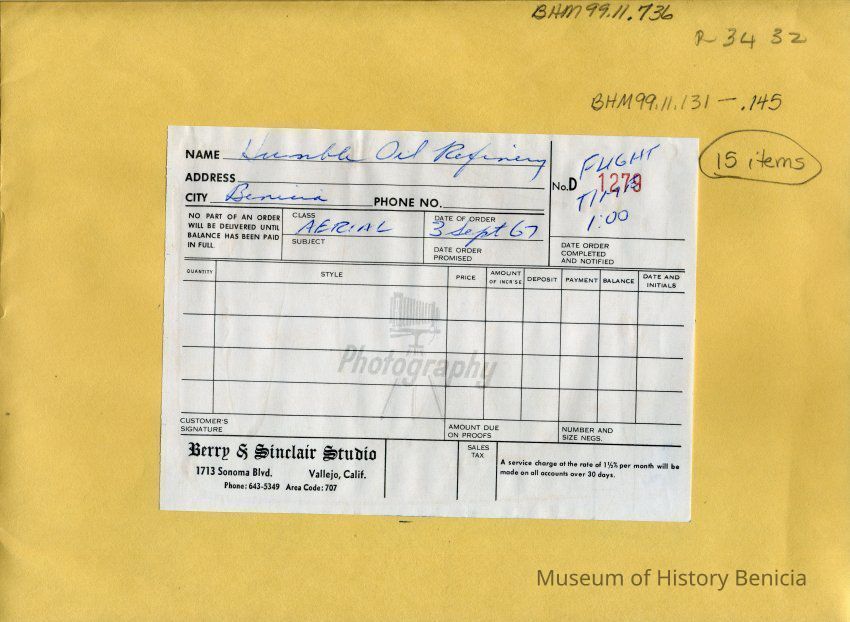 BHM99.11.736
R 34 32
BHM99.11.131 - .145
15 items
NAME Humble Oil Refinery
ADDRESS
CITY Benicia PHONE NO.
No. D 1279
FLIGHT
TIME
1:00
NO PART OF AN ORDER
WILL BE DELIVERED UNTIL
BALANCE HAS BEEN PAID
IN FULL.
CLASS
AERIAL
SUBJECT
DATE OF ORDER
3 Sept 67
DATE ORDER
PROMISED
DATE ORDER
COMPLETED
AND NOTIFIED
QUANTITY STYLE PRICE AMOUNT OF INCR'SE DEPOSIT PAYMENT BALANCE DATE AND INITIALS
Photography
CUSTOMER'S
SIGNATURE
AMOUNT DUE
ON PROOFS
NUMBER AND
SIZE NEGS.
Berry & Sinclair Studio
1713 Sonoma Blvd. Vallejo, Calif.
Phone: 643-5349 Area Code: 707
SALES
TAX
A service charge at the rate of 1½% per month will be
made on all accounts over 30 days.
Museum of History Benicia